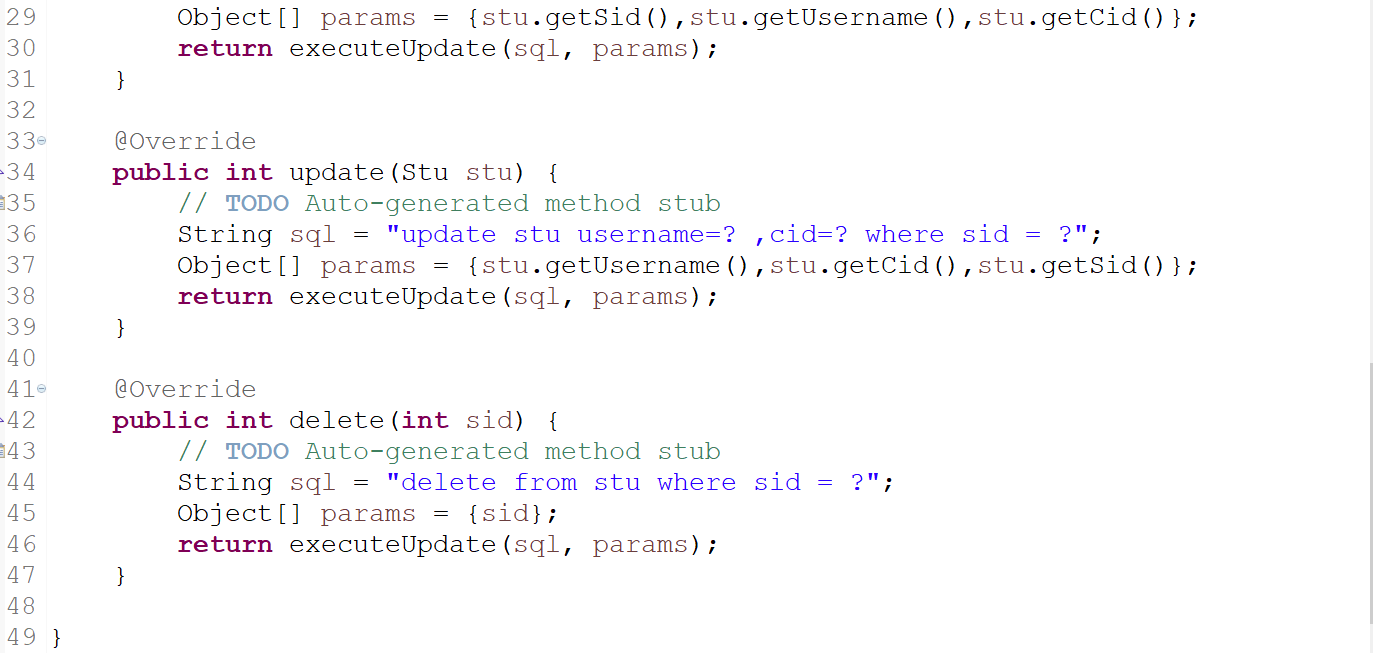 29 Object[] params = {stu.getSid(),stu.getUsername(),stu.getCid()};
30 return executeUpdate(sql, params);
31 }
32
33 @Override
34 public int update(Stu stu) {
35 // TODO Auto-generated method stub
36 String sql = "update stu username=? ,cid=? where sid = ?";
37 Object[] params = {stu.getUsername(),stu.getCid(),stu.getSid()};
38 return executeUpdate(sql, params);
39 }
40
41 @Override
42 public int delete(int sid) {
43 // TODO Auto-generated method stub
44 String sql = "delete from stu where sid = ?";
45 Object[] params = {sid};
46 return executeUpdate(sql, params);
47 }
48
49 }